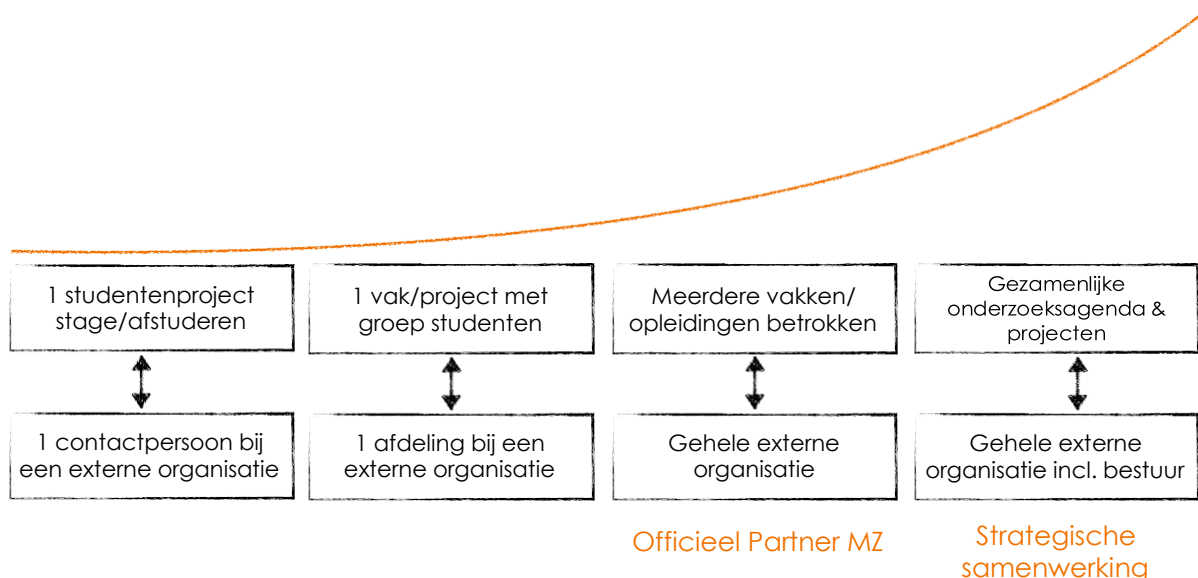 1 studentenproject
stage/afstuderen
1 vak/project met
groep studenten
Meerdere vakken/
opleidingen betrokken
Gezamenlijke
onderzoeksagenda &
projecten
1 contactpersoon bij
een externe organisatie
1 afdeling bij een
externe organisatie
Gehele externe
organisatie
Gehele externe
organisatie incl. bestuur
Officieel Partner MZ
Strategische
samenwerking